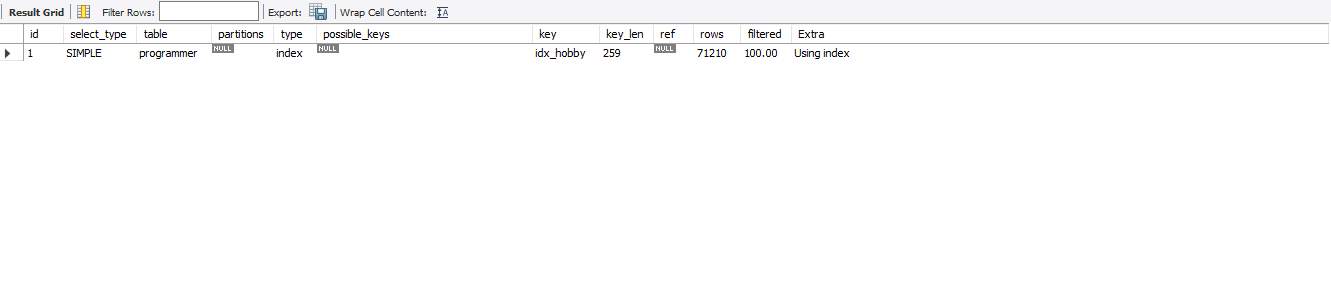 Result Grid Filter Rows: Export: Wrap Cell Content: IA
id select_type table partitions type possible_keys key key_len ref rows filtered Extra
1 SIMPLE programmer NULL index NULL idx_hobby 259 NULL 71210 100.00 Using index